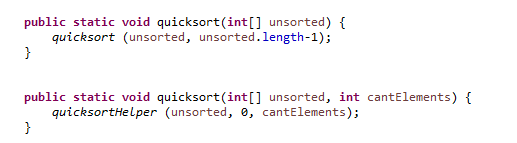 public static void quicksort(int[] unsorted) {
    quicksort (unsorted, unsorted.length-1);
}
public static void quicksort(int[] unsorted, int cantElements) {
    quicksortHelper (unsorted, 0, cantElements);
}